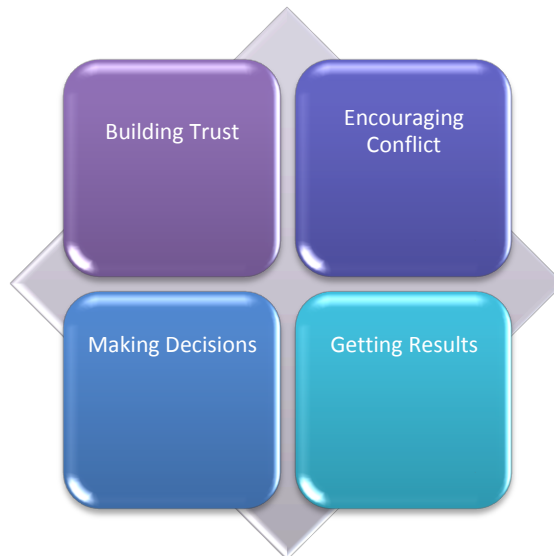 Building Trust
Encouraging
Conflict
Making Decisions
Getting Results